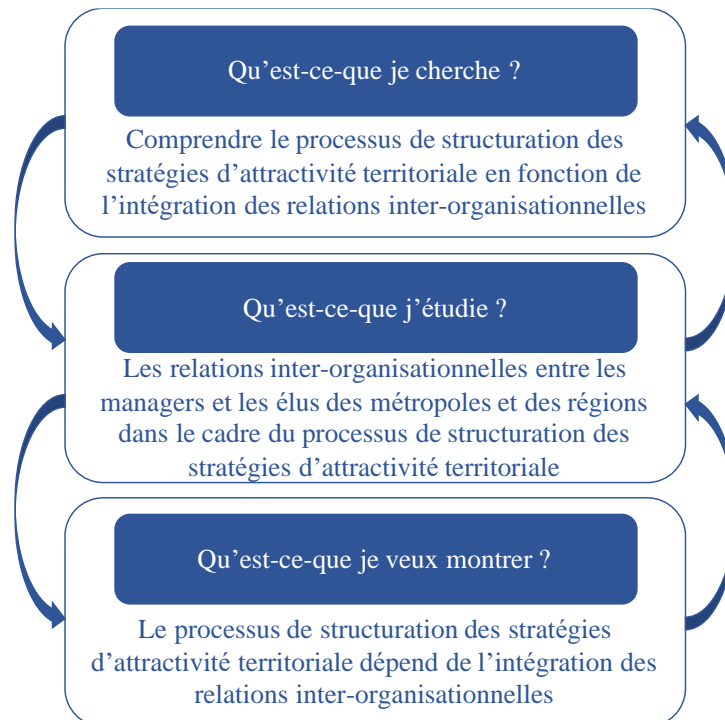 Qu’est-ce-que je cherche ?
Comprendre le processus de structuration des
stratégies d’attractivité territoriale en fonction de
l’intégration des relations inter-organisationnelles
Qu’est-ce-que j’étudie ?
Les relations inter-organisationnelles entre les
managers et les élus des métropoles et des régions
dans le cadre du processus de structuration des
stratégies d’attractivité territoriale
Qu’est-ce-que je veux montrer ?
Le processus de structuration des stratégies
d’attractivité territoriale dépend de l’intégration des
relations inter-organisationnelles